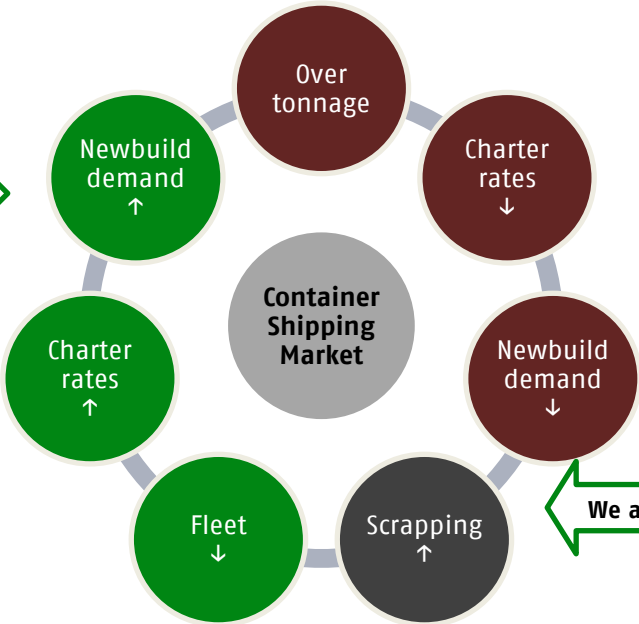 Over
tonnage
Charter
rates
↓
Newbuild
demand
↓
Scrapping
↑
Fleet
↓
Charter
rates
↑
Newbuild
demand
↑
Container
Shipping
Market
We a